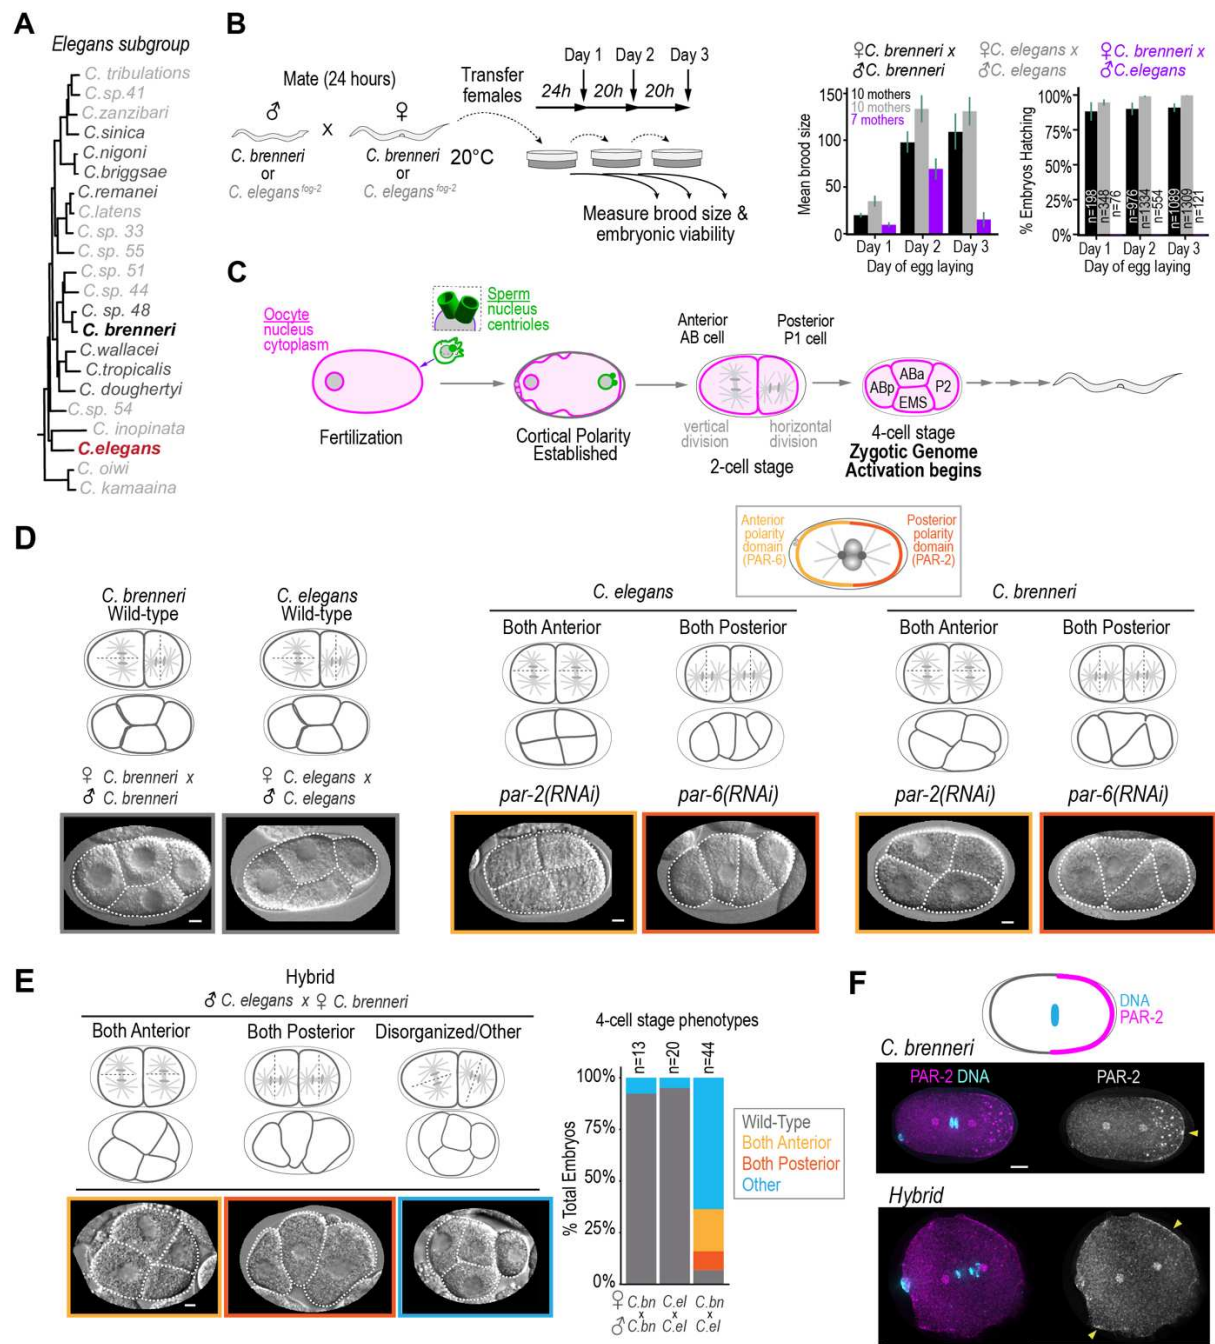 A
Elegans subgroup
C. tribulations
C.sp.41
C.zanzibari
C.sinica
C.nigoni
C.briggsae
C.remanei
C.latens
C.sp. 33
C.sp. 55
C.sp. 51
C.sp. 44
C. sp. 48
C. brenneri
C.wallacei
C.tropicalis
C. doughertyi
C.sp. 54
C. inopinata
C.elegans
C. oiwi
C. kamaaina
B
Mate (24 hours)
♂ x ♀
C. brenneri
or
C. elegans fog-2
C. brenneri
or
C. elegans fog-2
Transfer
females
20°C
Day 1 Day 2 Day 3
24h 20h 20h
Measure brood size &
embryonic viability
♀C. brenneri x
♂C. brenneri
♀C. elegans x
♂C. elegans
♀C. brenneri x
♂C.elegans
10 mothers
10 mothers
7 mothers
Mean brood size
150
100
50
0
Day 1 Day 2 Day 3
Day of egg laying
% Embryos Hatching
100%
75%
50%
25%
0%
n=198
n=348
n=76
n=976
n=1334
n=554
n=1089
n=1309
n=121
Day 1 Day 2 Day 3
Day of egg laying
C
Oocyte
nucleus
cytoplasm
Sperm
nucleus
centrioles
Fertilization
Cortical Polarity
Established
Anterior
AB cell
Posterior
P1 cell
vertical
division
horizontal
division
2-cell stage
ABa
ABp
P2
EMS
4-cell stage
Zygotic Genome
Activation begins
D
Anterior
polarity
domain
(PAR-6)
Posterior
polarity
domain
(PAR-2)
C. brenneri
Wild-type
C. elegans
Wild-type
♀ C. brenneri x
♂ C. brenneri
♀ C. elegans x
♂ C. elegans
C. elegans
Both Anterior
Both Posterior
par-2(RNAi)
par-6(RNAi)
C. brenneri
Both Anterior
Both Posterior
par-2(RNAi)
par-6(RNAi)
E
Hybrid
♂ C. elegans x ♀ C. brenneri
Both Anterior
Both Posterior
Disorganized/Other
4-cell stage phenotypes
n=13
n=20
n=44
% Total Embryos
100%
75%
50%
25%
0%
Wild-Type
Both Anterior
Both Posterior
Other
♀ C.bn C.el C.bn
x x x
♂ C.bn C.el C.el
F
DNA
PAR-2
C. brenneri
PAR-2 DNA
PAR-2
Hybrid